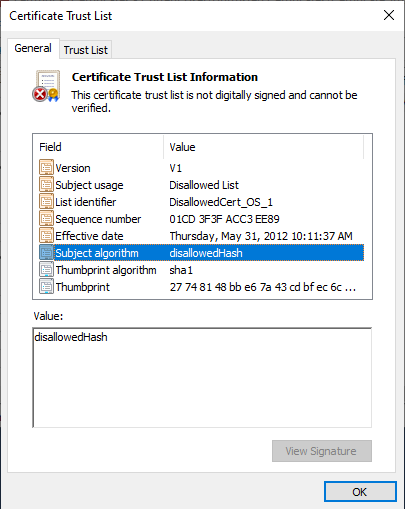 Certificate Trust List
General Trust List
Certificate Trust List Information
This certificate trust list is not digitally signed and cannot be
verified.
Field Value
Version V1
Subject usage Disallowed List
List identifier DisallowedCert_OS_1
Sequence number 01CD 3F3F ACC3 EE89
Effective date Thursday, May 31, 2012 10:11:37 AM
Subject algorithm disallowedHash
Thumbprint algorithm sha1
Thumbprint 27 74 81 48 bb e6 7a 43 cd bf ec 6c ...
Value:
disallowedHash
View Signature
OK